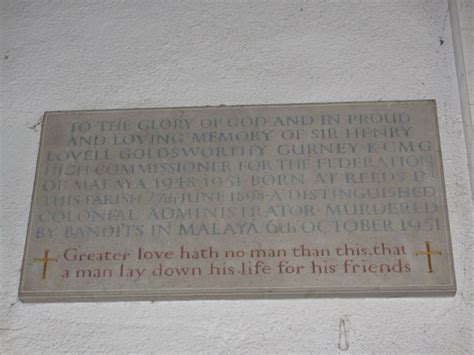 TO THE GLORY OF GOD AND IN PROUD
AND LOVING MEMORY OF SIR HENRY
LOVELL GOLDSWORTHY GURNEY K C M G
HIGH COMMISSIONER FOR THE FEDERATION
OF MALAYA 1948-1951 BORN AT REEDS IN
THIS PARISH 27th JUNE 1898 A DISTINGUISHED
COLONIAL ADMINISTRATOR MURDERED
BY BANDITS IN MALAYA 6th OCTOBER 1951
Greater love hath no man than this, that
a man lay down his life for his friends